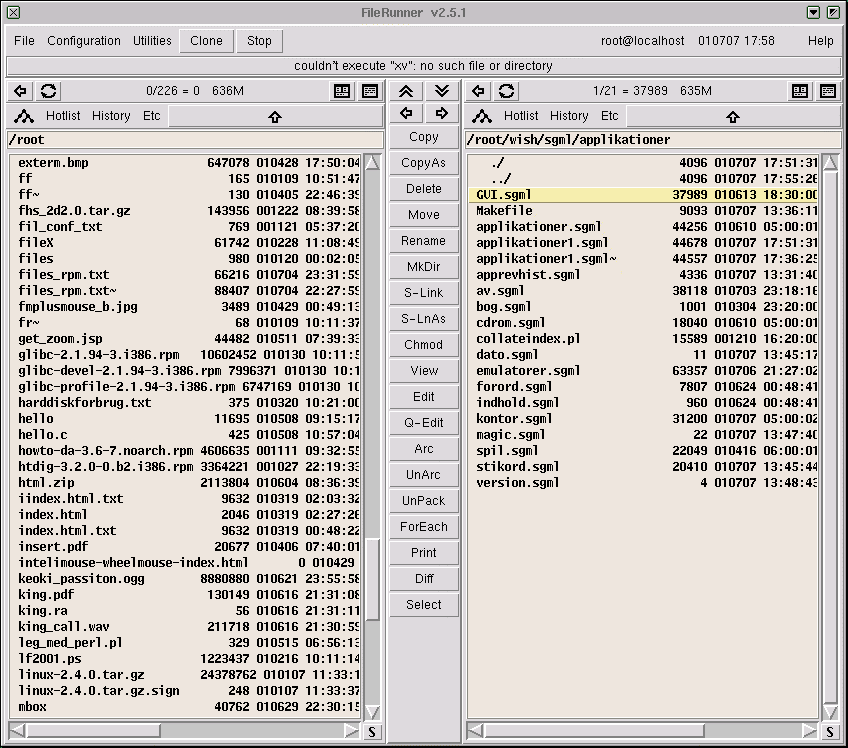 FileRunner v2.5.1
File Configuration Utilities Clone Stop root@localhost 010707 17:58 Help
couldn't execute "xv": no such file or directory
0/226 = 0 636M
Hotlist History Etc
/root
exterm.bmp 647078 010428 17:50:04
ff 165 010109 10:51:47
ff~ 130 010405 22:46:39
fhs_2d2.0.tar.gz 143956 001222 08:39:58
fil_conf_txt 769 001121 05:37:20
fileX 61742 010228 11:08:49
files 980 010120 00:02:05
files_rpm.txt 66216 010704 23:31:59
files_rpm.txt~ 88407 010704 22:27:59
fmplusmouse_b.jpg 3489 010429 00:49:13
fr~ 68 010109 10:11:37
get_zoom.jsp 44482 010511 07:39:33
glibc-2.1.94-3.i386.rpm 10602452 010130 10:11:5
glibc-devel-2.1.94-3.i386.rpm 7996371 010130 10:1
glibc-profile-2.1.94-3.i386.rpm 6747169 010130 10
harddiskforbrug.txt 375 010320 10:21:00
hello 11695 010508 09:15:17
hello.c 425 010508 10:57:04
howto-da-3.6-7.noarch.rpm 4606635 001111 09:32:55
htdig-3.2.0-0.b2.i386.rpm 3364221 001027 22:19:33
html.zip 2113804 010604 08:36:39
iindex.html.txt 9632 010319 02:03:32
index.html 2046 010319 02:27:26
index.html.txt 9632 010319 00:48:22
insert.pdf 20677 010406 07:40:01
intelimouse-wheelmouse-index.html 0 010429
keoki_passiton.ogg 8880880 010621 23:55:58
king.pdf 130149 010616 21:31:08
king.ra 56 010616 21:31:11
king_call.wav 211718 010616 21:30:59
leg_med_perl.pl 329 010515 06:56:13
lf2001.ps 1223437 010216 10:11:14
linux-2.4.0.tar.gz 24378762 010107 11:33:1
linux-2.4.0.tar.gz.sign 248 010107 11:33:37
mbox 40762 010629 22:30:15
S
Copy
CopyAs
Delete
Move
Rename
MkDir
S-Link
S-LnAs
Chmod
View
Edit
Q-Edit
Arc
UnArc
UnPack
ForEach
Print
Diff
Select
1/21 = 37989 635M
Hotlist History Etc
/root/wish/sgml/applikationer
./ 4096 010707 17:51:31
../ 4096 010707 17:55:26
GUI.sgml 37989 010613 18:30:00
Makefile 9093 010707 13:36:11
applikationer.sgml 44256 010610 05:00:01
applikationer1.sgml 44678 010707 17:51:31
applikationer1.sgml~ 44557 010707 17:36:25
apprevhist.sgml 4336 010707 13:31:40
av.sgml 38118 010703 23:18:16
bog.sgml 1001 010304 23:20:00
cdrom.sgml 18040 010610 05:00:01
collateindex.pl 15589 001210 16:20:00
dato.sgml 11 010707 13:45:17
emulatorer.sgml 63357 010706 21:27:02
forord.sgml 7807 010624 00:48:41
indhold.sgml 960 010624 00:48:41
kontor.sgml 31200 010707 05:00:02
magic.sgml 22 010707 13:47:40
spil.sgml 22049 010416 06:00:01
stikord.sgml 20410 010707 13:45:44
version.sgml 4 010707 13:48:43
S